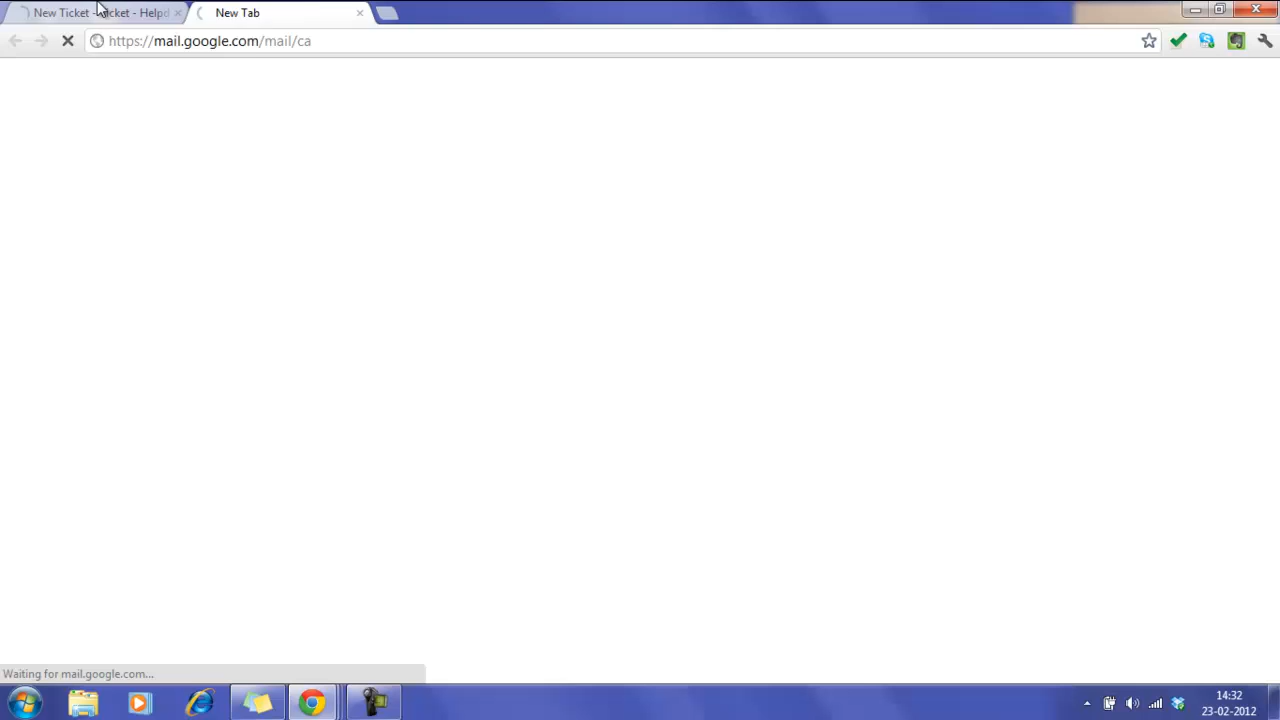 New Ticket - Ticket - Helpd
New Tab
https://mail.google.com/mail/ca
Waiting for mail.google.com...
14:32
23-02-2012